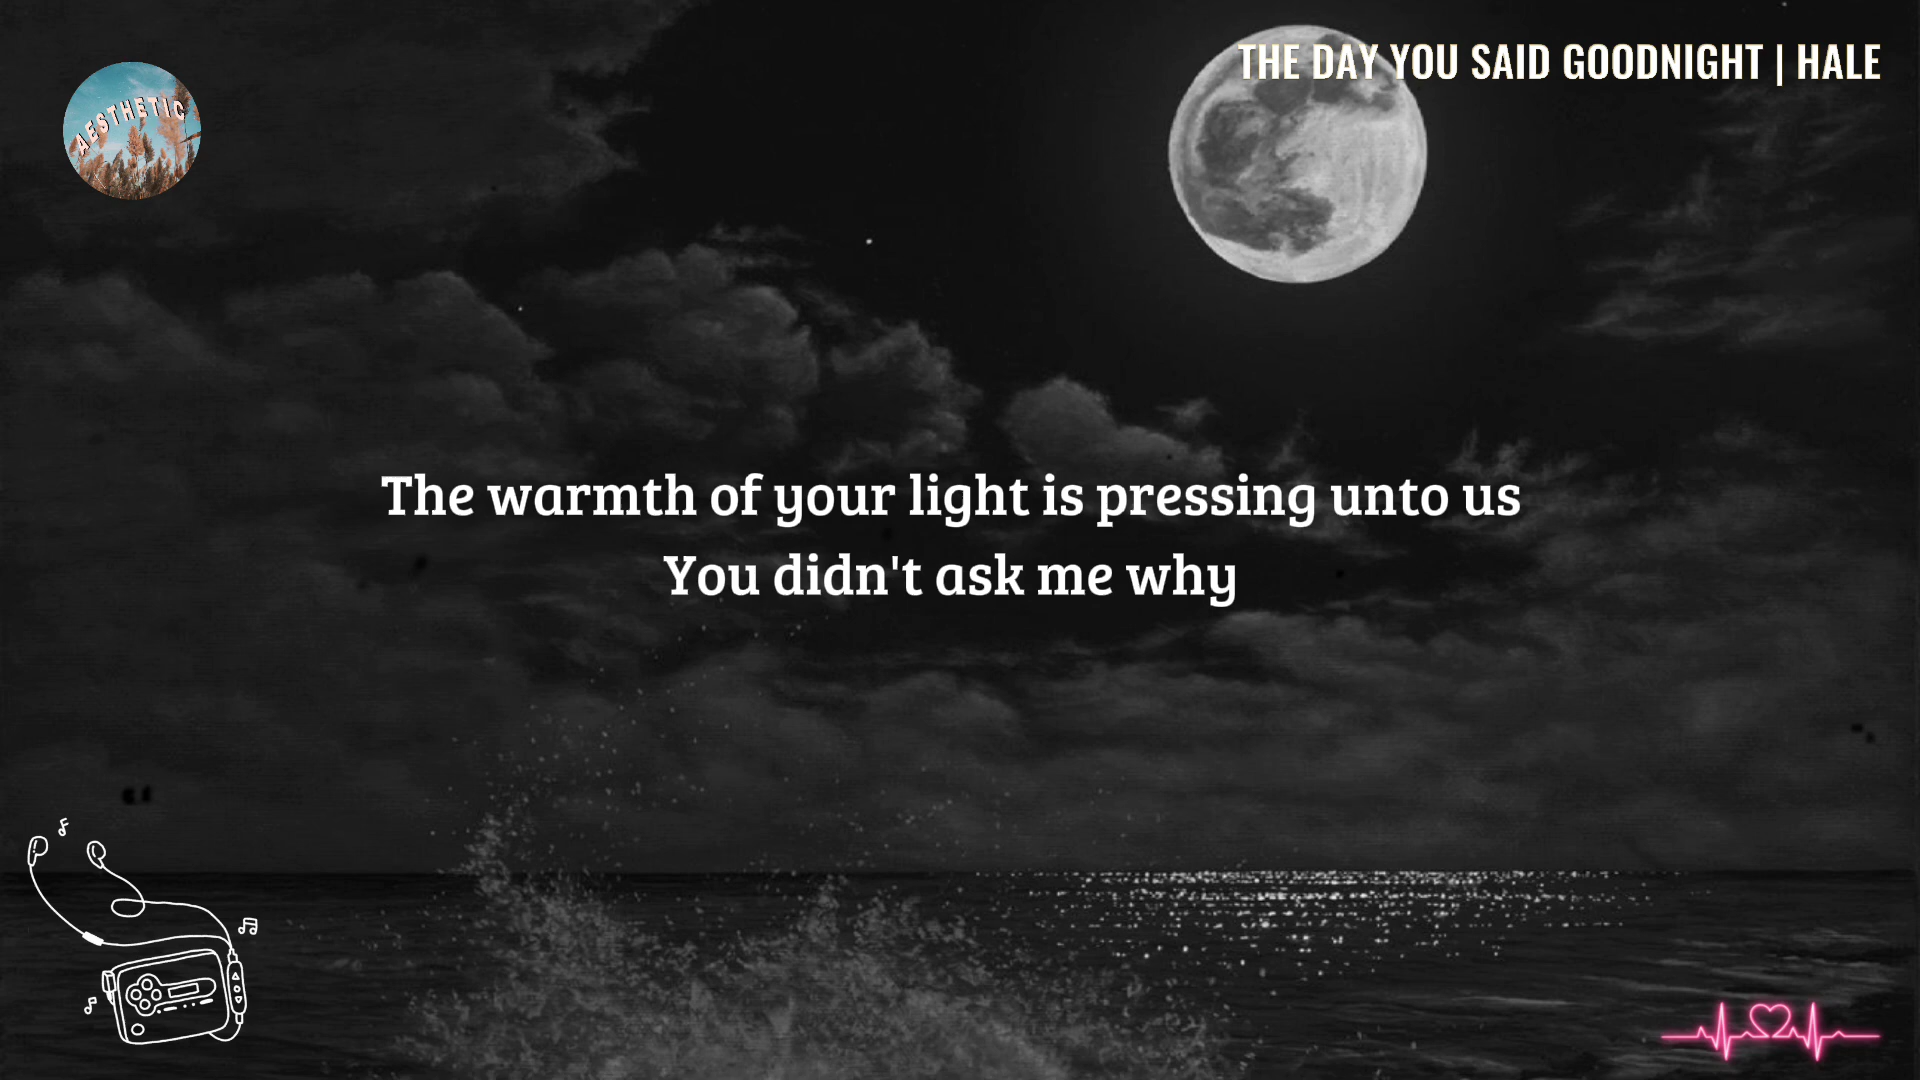 AESTHETIC
THE DAY YOU SAID GOODNIGHT | HALE
The warmth of your light is pressing unto us
You didn't ask me why